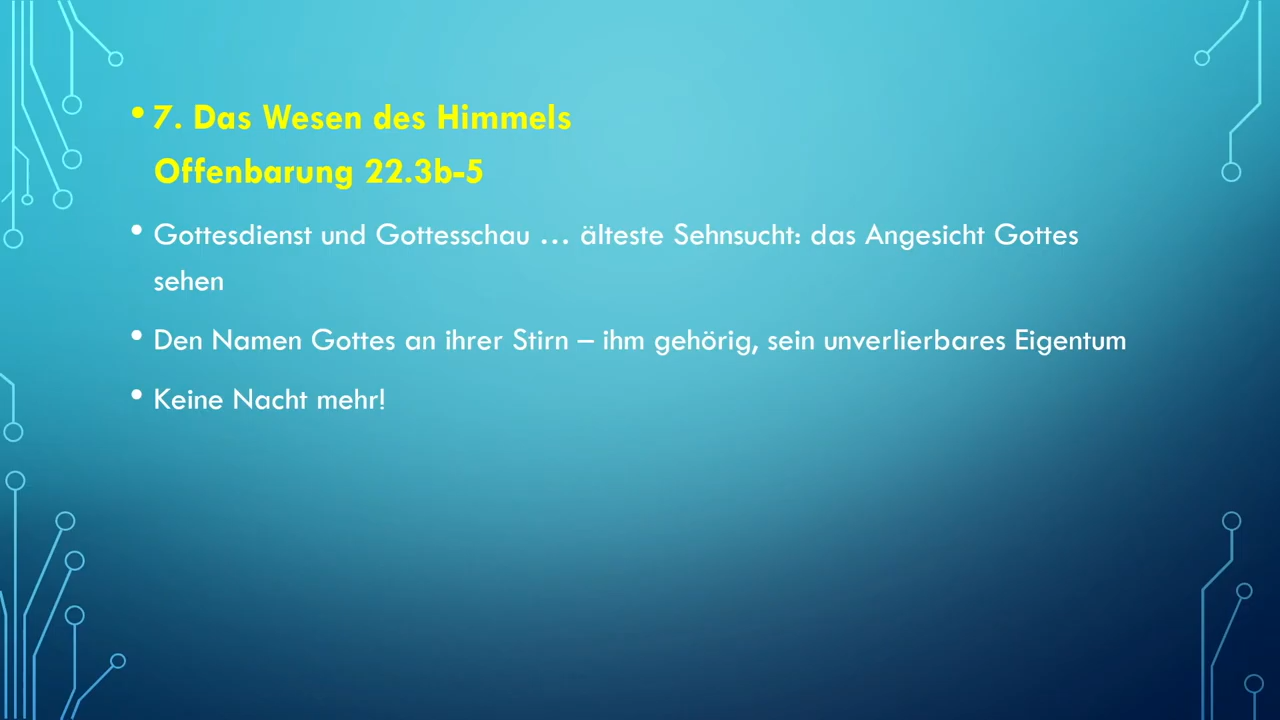 • 7. Das Wesen des Himmels
Offenbarung 22.3b-5
• Gottesdienst und Gottesschau … älteste Sehnsucht: das Angesicht Gottes
sehen
• Den Namen Gottes an ihrer Stirn – ihm gehörig, sein unverlierbares Eigentum
• Keine Nacht mehr!